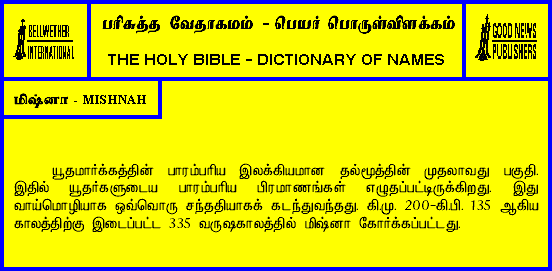 BELLWETHER
INTERNATIONAL
பரிசுத்த வேதாகமம் - பெயர் பொருள்விளக்கம்
THE HOLY BIBLE - DICTIONARY OF NAMES
GOOD NEWS
PUBLISHERS
மிஷ்னா - MISHNAH
யூதமார்க்கத்தின் பாரம்பரிய இலக்கியமான தல்மூத்தின் முதலாவது பகுதி.
இதில் யூதர்களுடைய பாரம்பரிய பிரமாணங்கள் எழுதப்பட்டிருக்கிறது. இது
வாய்மொழியாக ஒவ்வொரு சந்ததியாகக் கடந்துவந்தது. கி.மு. 200-கி.பி. 135 ஆகிய
காலத்திற்கு இடைப்பட்ட 335 வருஷகாலத்தில் மிஷ்னா கோர்க்கப்பட்டது.